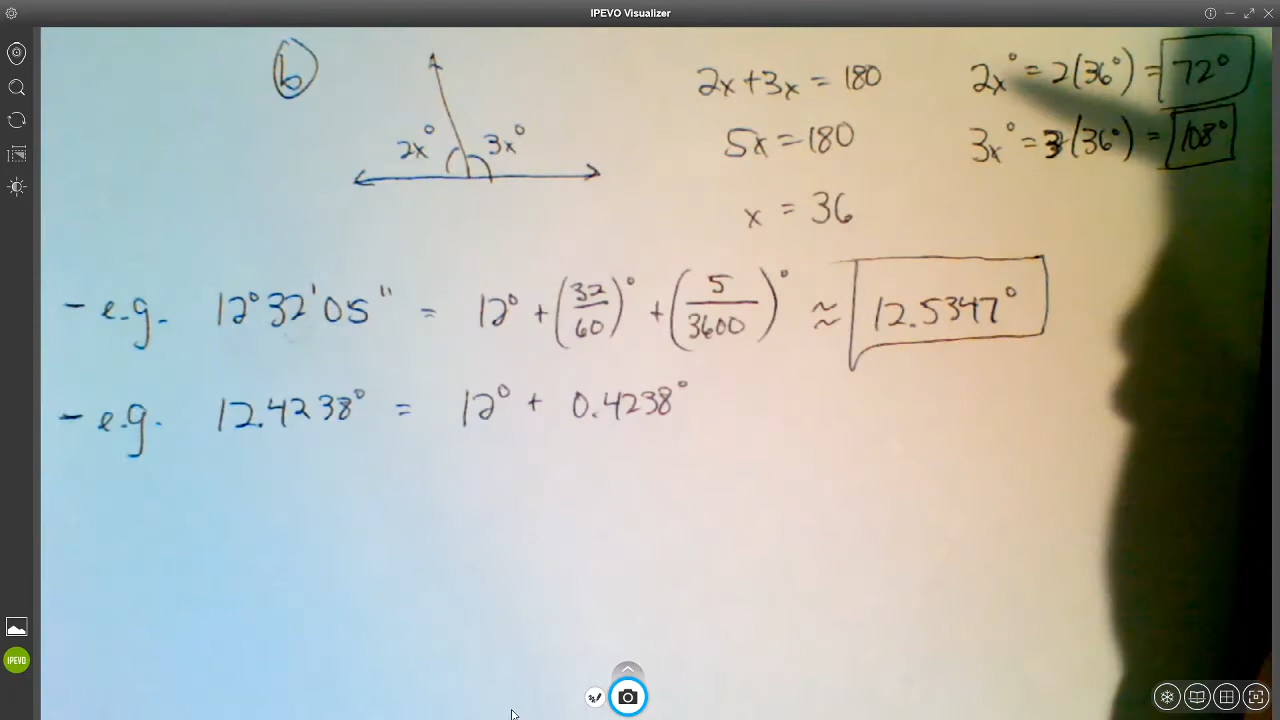 IPEVO Visualizer
b
2x° 3x°
2x + 3x = 180
5x = 180
x = 36
2x° = 2(36°) = 72°
3x° = 3(36°) = 108°
- e.g. 12°32'05" = 12° + (32/60)° + (5/3600)° ≈ 12.5347°
- e.g. 12.4238° = 12° + 0.4238°
IPEVO